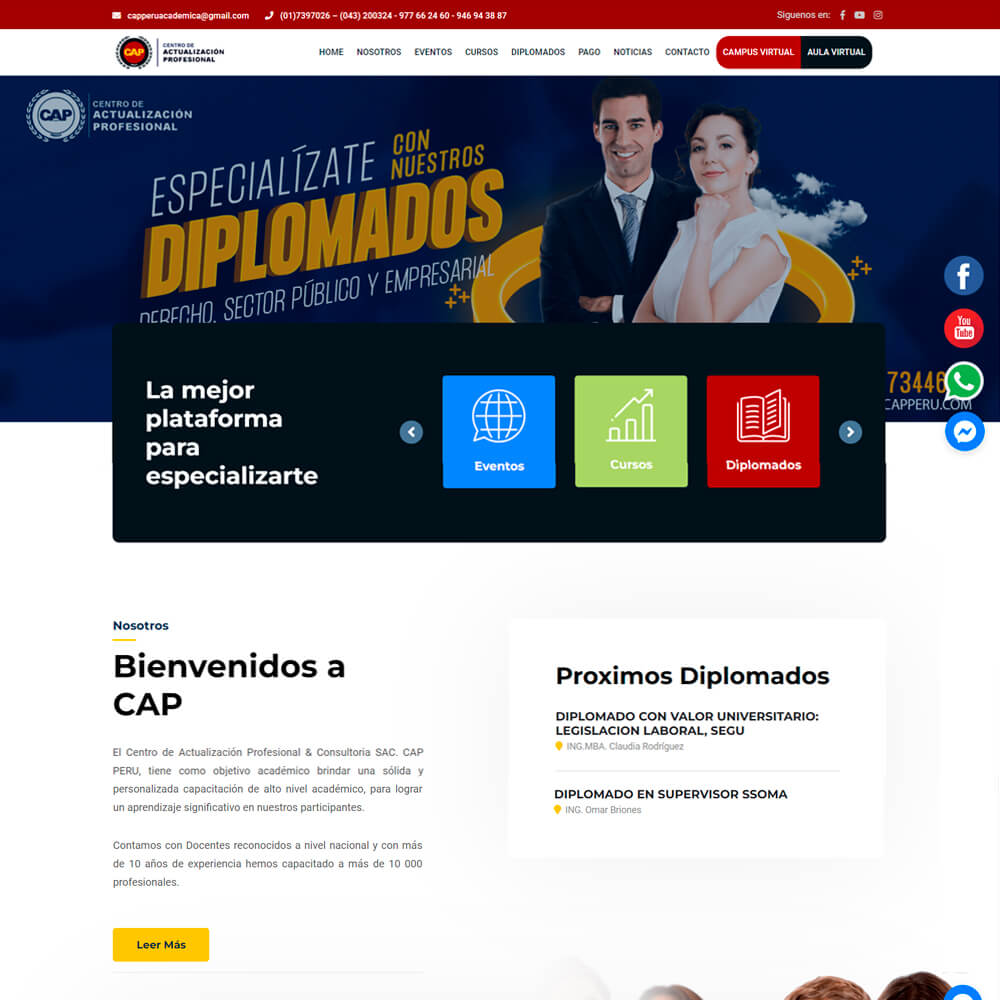 capperuacademica@gmail.com (01)7397026 – (043) 200324 - 977 66 24 60 - 946 94 38 87 Siguenos en:
CAP CENTRO DE
ACTUALIZACIÓN
PROFESIONAL
HOME NOSOTROS EVENTOS CURSOS DIPLOMADOS PAGO NOTICIAS CONTACTO CAMPUS VIRTUAL AULA VIRTUAL
CAP CENTRO DE
ACTUALIZACIÓN
PROFESIONAL
ESPECIALÍZATE CON
NUESTROS
DIPLOMADOS
DERECHO, SECTOR PÚBLICO Y EMPRESARIAL
You
Tube
73446
CAPPERU.COM
La mejor
plataforma
para
especializarte
Eventos Cursos Diplomados
Nosotros
Bienvenidos a
CAP
El Centro de Actualización Profesional & Consultoria SAC. CAP
PERU, tiene como objetivo académico brindar una sólida y
personalizada capacitación de alto nivel académico, para lograr
un aprendizaje significativo en nuestros participantes.
Contamos con Docentes reconocidos a nivel nacional y con más
de 10 años de experiencia hemos capacitado a más de 10 000
profesionales.
Leer Más
Proximos Diplomados
DIPLOMADO CON VALOR UNIVERSITARIO:
LEGISLACION LABORAL, SEGU
ING.MBA. Claudia Rodríguez
DIPLOMADO EN SUPERVISOR SSOMA
ING. Omar Briones